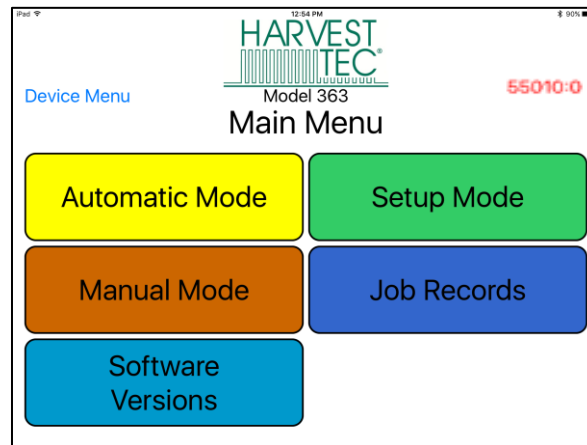 iPad
12:54 PM
90%
HARVEST
TEC®
Device Menu
Model 363
55010:0
Main Menu
Automatic Mode
Setup Mode
Manual Mode
Job Records
Software
Versions